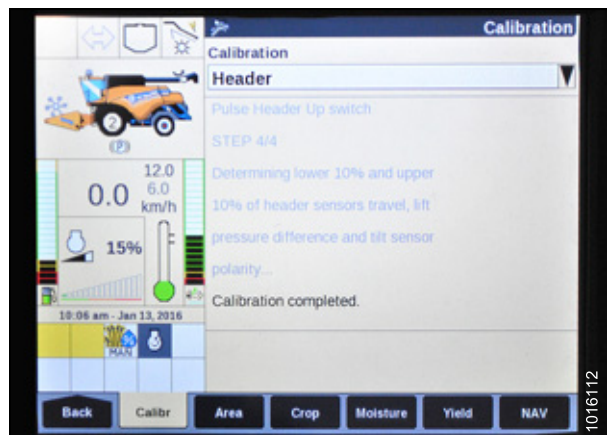 Calibration
Calibration
Header
Pulse Header Up switch
STEP 4/4
Determining lower 10% and upper
10% of header sensors travel, lift
pressure difference and tilt sensor
polarity...
Calibration completed.
2
(P)
12.0
0.0
6.0
km/h
15%
10:06 am - Jan 13, 2016
MAN
Back
Calibr
Area
Crop
Moisture
Yield
NAV
1016112